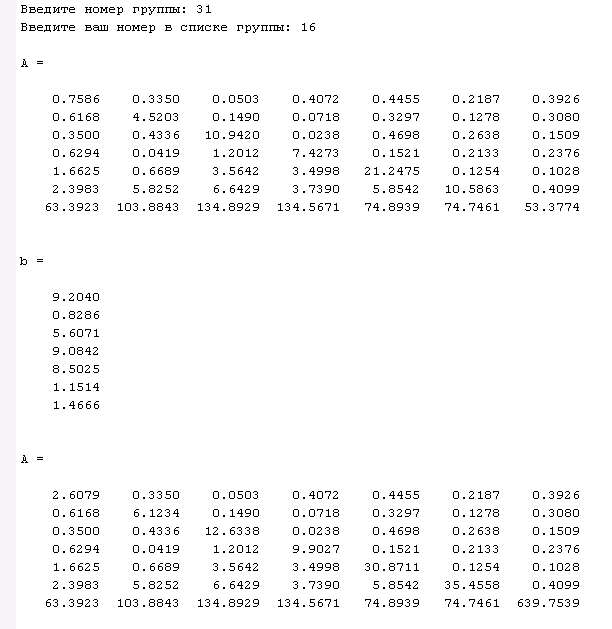 Введите номер группы: 31
Введите ваш номер в списке группы: 16
A =
0.7586 0.3350 0.0503 0.4072 0.4455 0.2187 0.3926
0.6168 4.5203 0.1490 0.0718 0.3297 0.1278 0.3080
0.3500 0.4336 10.9420 0.0238 0.4698 0.2638 0.1509
0.6294 0.0419 1.2012 7.4273 0.1521 0.2133 0.2376
1.6625 0.6689 3.5642 3.4998 21.2475 0.1254 0.1028
2.3983 5.8252 6.6429 3.7390 5.8542 10.5863 0.4099
63.3923 103.8843 134.8929 134.5671 74.8939 74.7461 53.3774
b =
9.2040
0.8286
5.6071
9.0842
8.5025
1.1514
1.4666
A =
2.6079 0.3350 0.0503 0.4072 0.4455 0.2187 0.3926
0.6168 6.1234 0.1490 0.0718 0.3297 0.1278 0.3080
0.3500 0.4336 12.6338 0.0238 0.4698 0.2638 0.1509
0.6294 0.0419 1.2012 9.9027 0.1521 0.2133 0.2376
1.6625 0.6689 3.5642 3.4998 30.8711 0.1254 0.1028
2.3983 5.8252 6.6429 3.7390 5.8542 35.4558 0.4099
63.3923 103.8843 134.8929 134.5671 74.8939 74.7461 639.7539